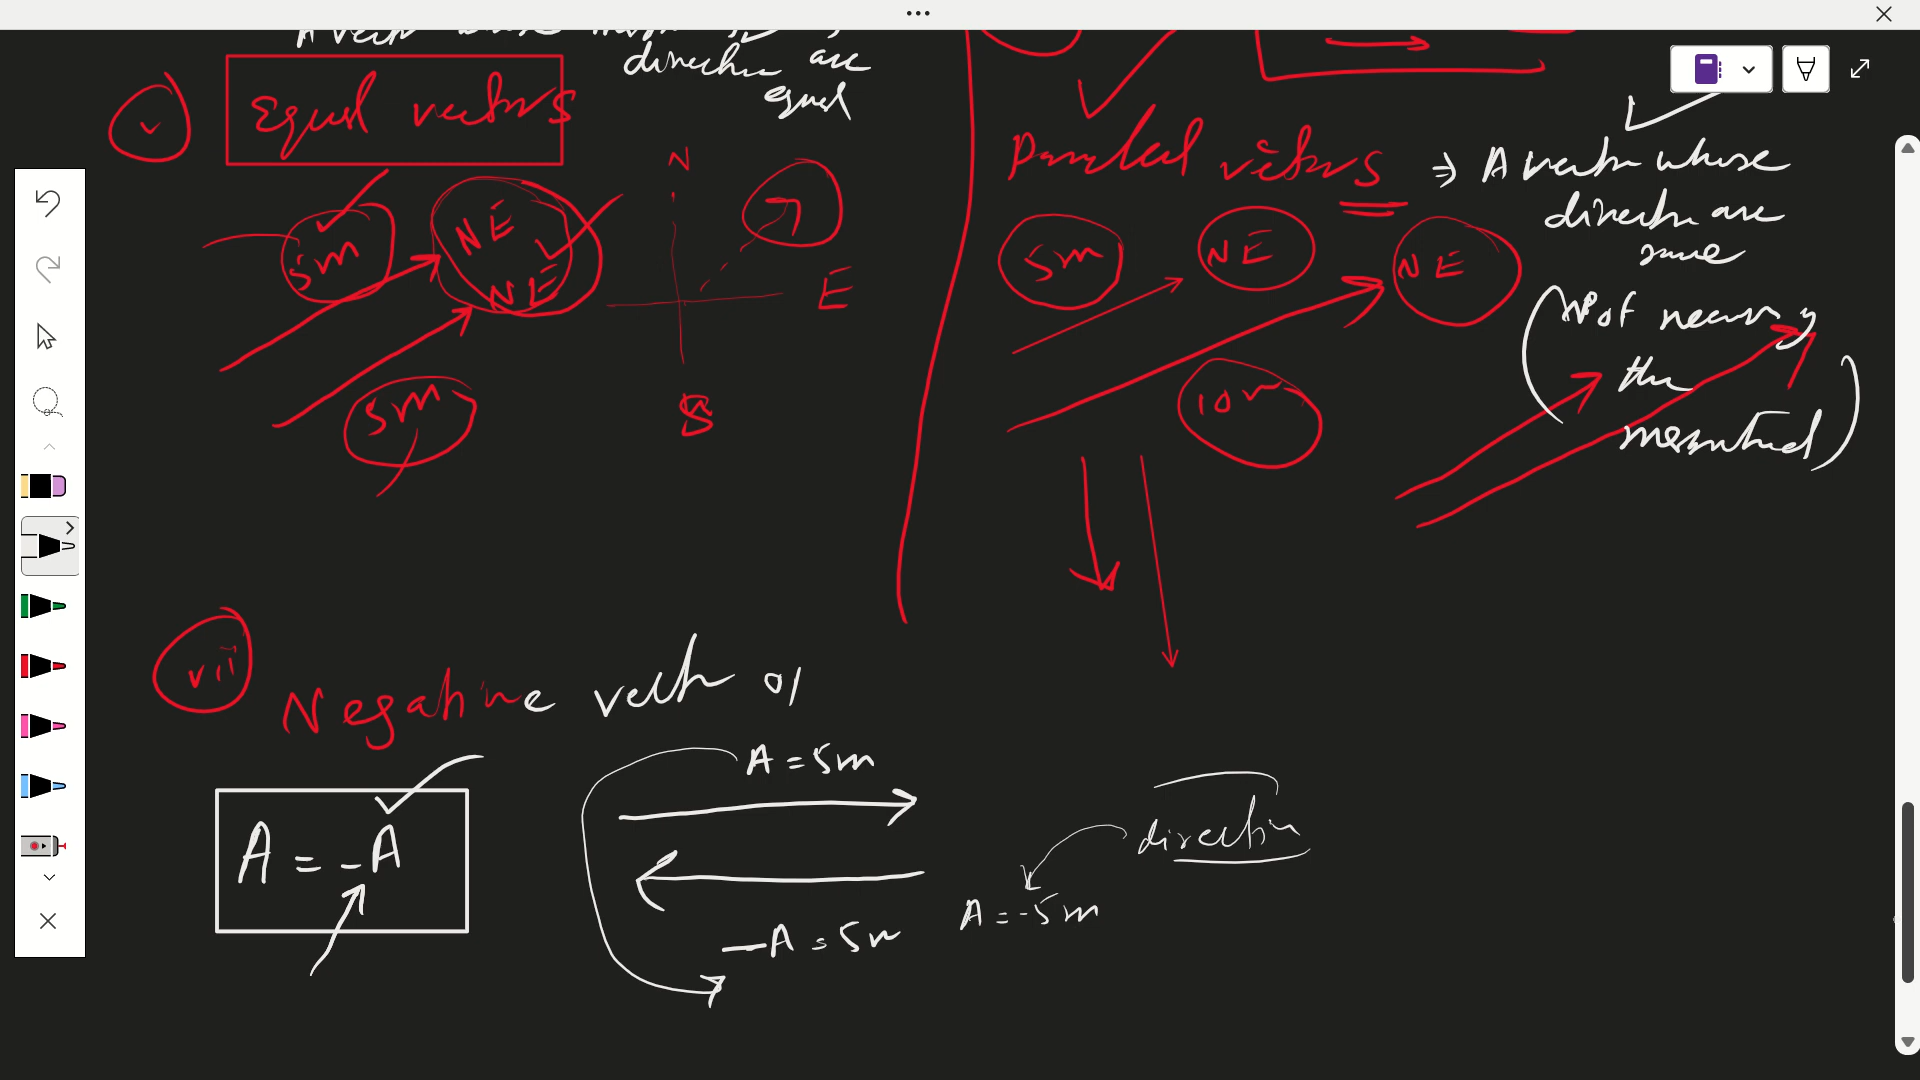 direction are
equal
v
Equal vectors
N
E
S
5m
NE
NE
5m
Parallel vectors
⇒ A vector whose
direction are
same
(Not necessary
the
magnitude)
5m
NE
NE
10m
vii
Negative vector of
A = -A
A = 5m
-A = 5m
A = -5m
direction